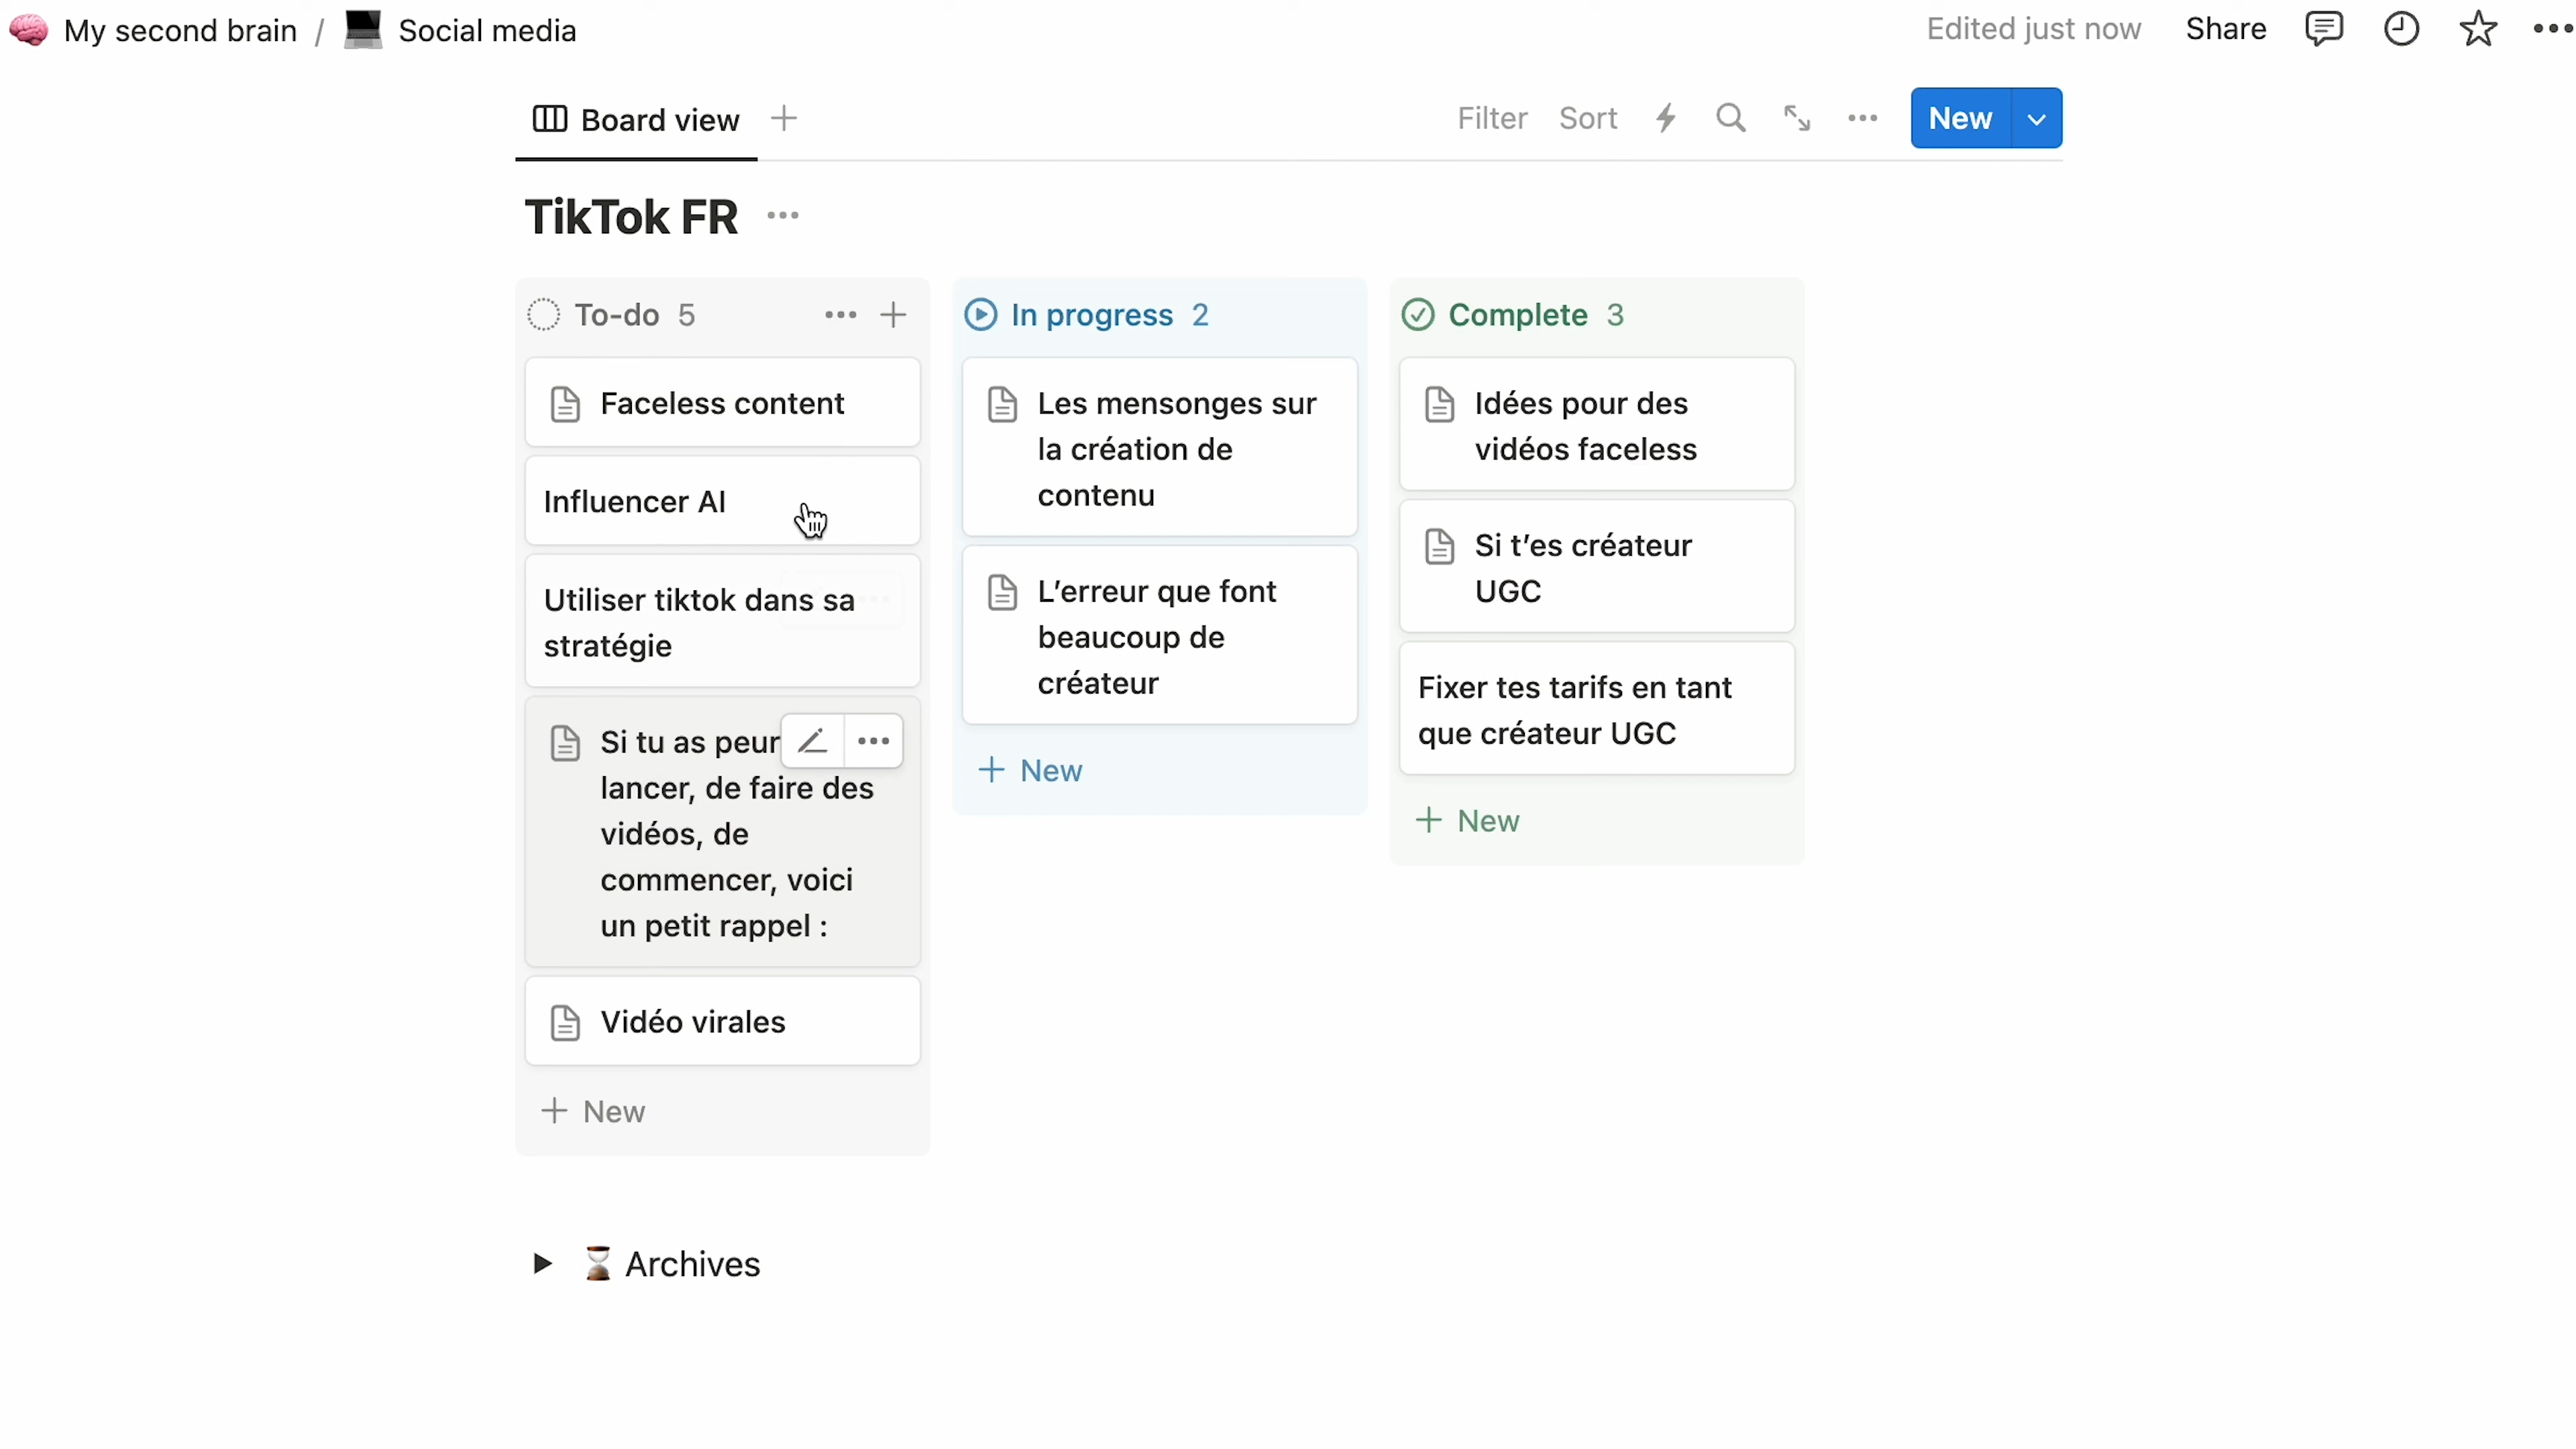 My second brain / Social media
Edited just now
Share
Board view
Filter
Sort
New
TikTok FR
To-do 5
Faceless content
Influencer AI
Utiliser tiktok dans sa
stratégie
Si tu as peur
lancer, de faire des
vidéos, de
commencer, voici
un petit rappel :
Vidéo virales
+ New
In progress 2
Les mensonges sur
la création de
contenu
L’erreur que font
beaucoup de
créateur
+ New
Complete 3
Idées pour des
vidéos faceless
Si t’es créateur
UGC
Fixer tes tarifs en tant
que créateur UGC
+ New
Archives